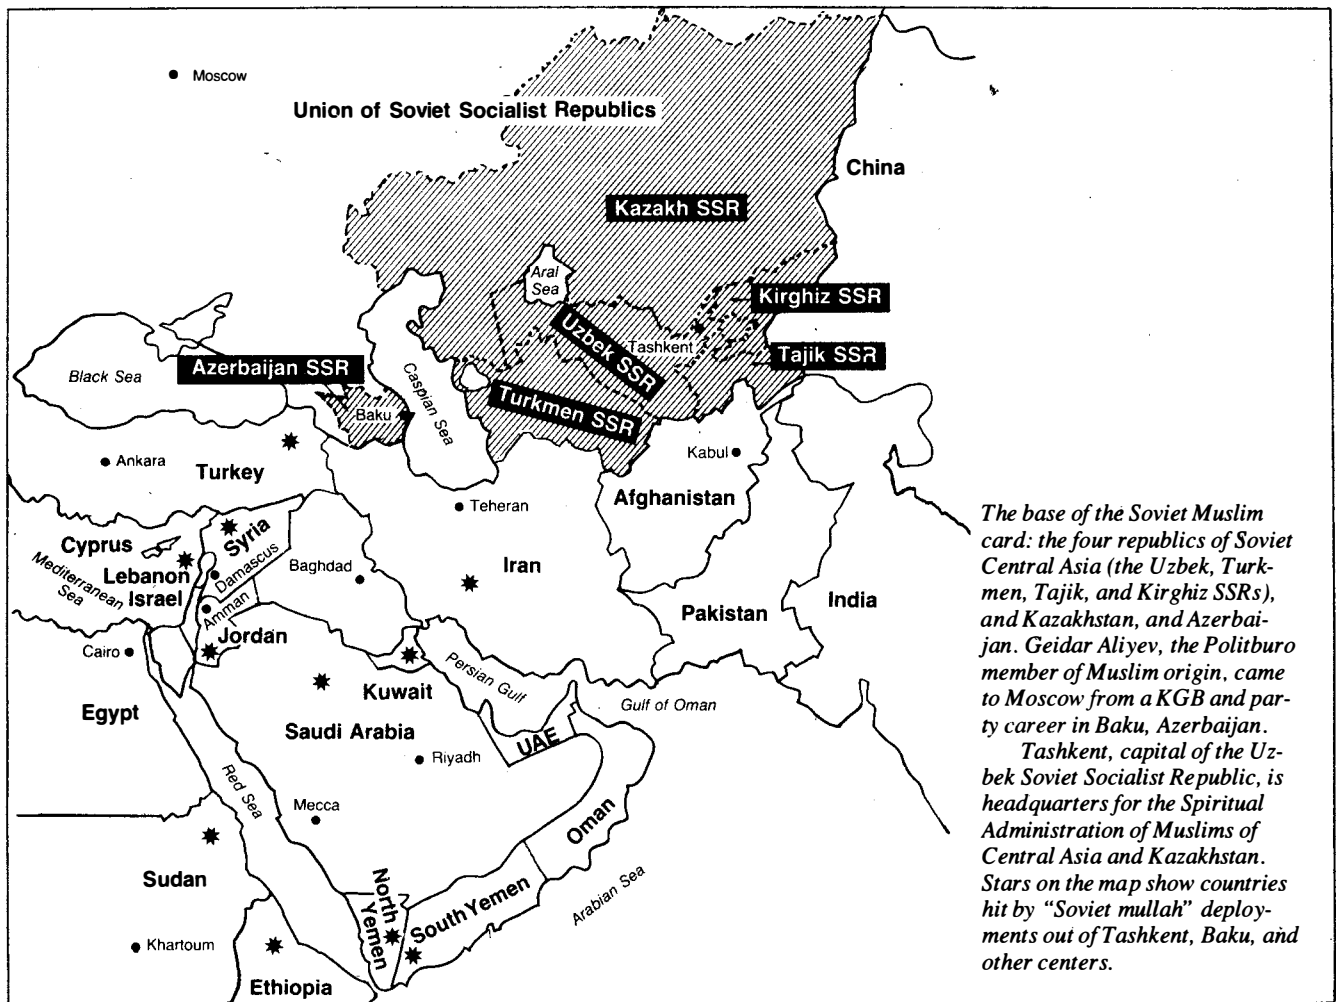 Moscow
Union of Soviet Socialist Republics
China
Kazakh SSR
Aral
Sea
Kirghiz SSR
Uzbek SSR
Tashkent
Tajik SSR
Azerbaijan SSR
Black Sea
Caspian Sea
Turkmen SSR
Baku
Ankara
Turkey
Kabul
Teheran
Afghanistan
Cyprus
Syria
Mediterranean
Sea
Lebanon
Damascus
Baghdad
Iran
Israel
Amman
Pakistan
India
Jordan
Cairo
Persian Gulf
Kuwait
Gulf of Oman
Egypt
Saudi Arabia
UAE
Riyadh
Red Sea
Mecca
Oman
Sudan
North
Yemen
South Yemen
Arabian Sea
Khartoum
Ethiopia
The base of the Soviet Muslim
card: the four republics of Soviet
Central Asia (the Uzbek, Turk-
men, Tajik, and Kirghiz SSRs),
and Kazakhstan, and Azerbai-
jan. Geidar Aliyev, the Politburo
member of Muslim origin, came
to Moscow from a KGB and par-
ty career in Baku, Azerbaijan.
Tashkent, capital of the Uz-
bek Soviet Socialist Republic, is
headquarters for the Spiritual
Administration of Muslims of
Central Asia and Kazakhstan.
Stars on the map show countries
hit by "Soviet mullah" deploy-
ments out of Tashkent, Baku, and
other centers.